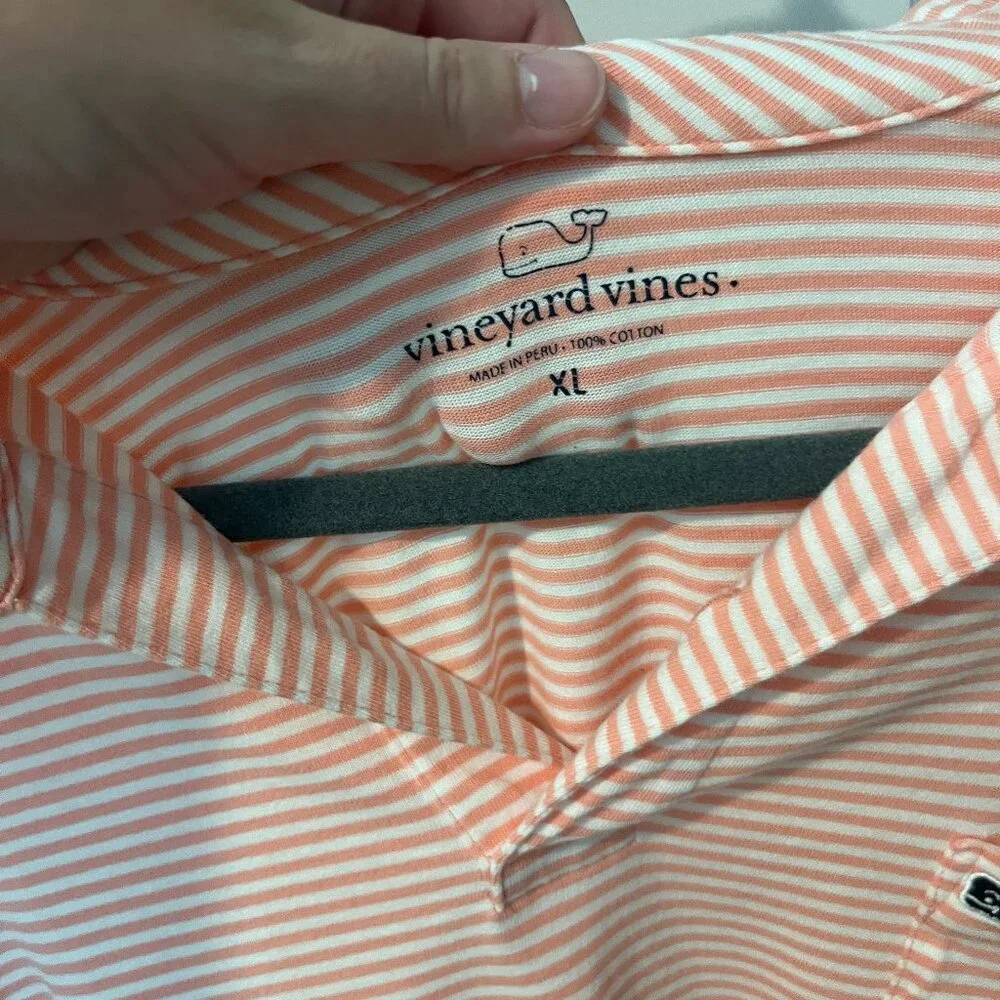 vineyard vines.
MADE IN PERU • 100% COTTON
XL